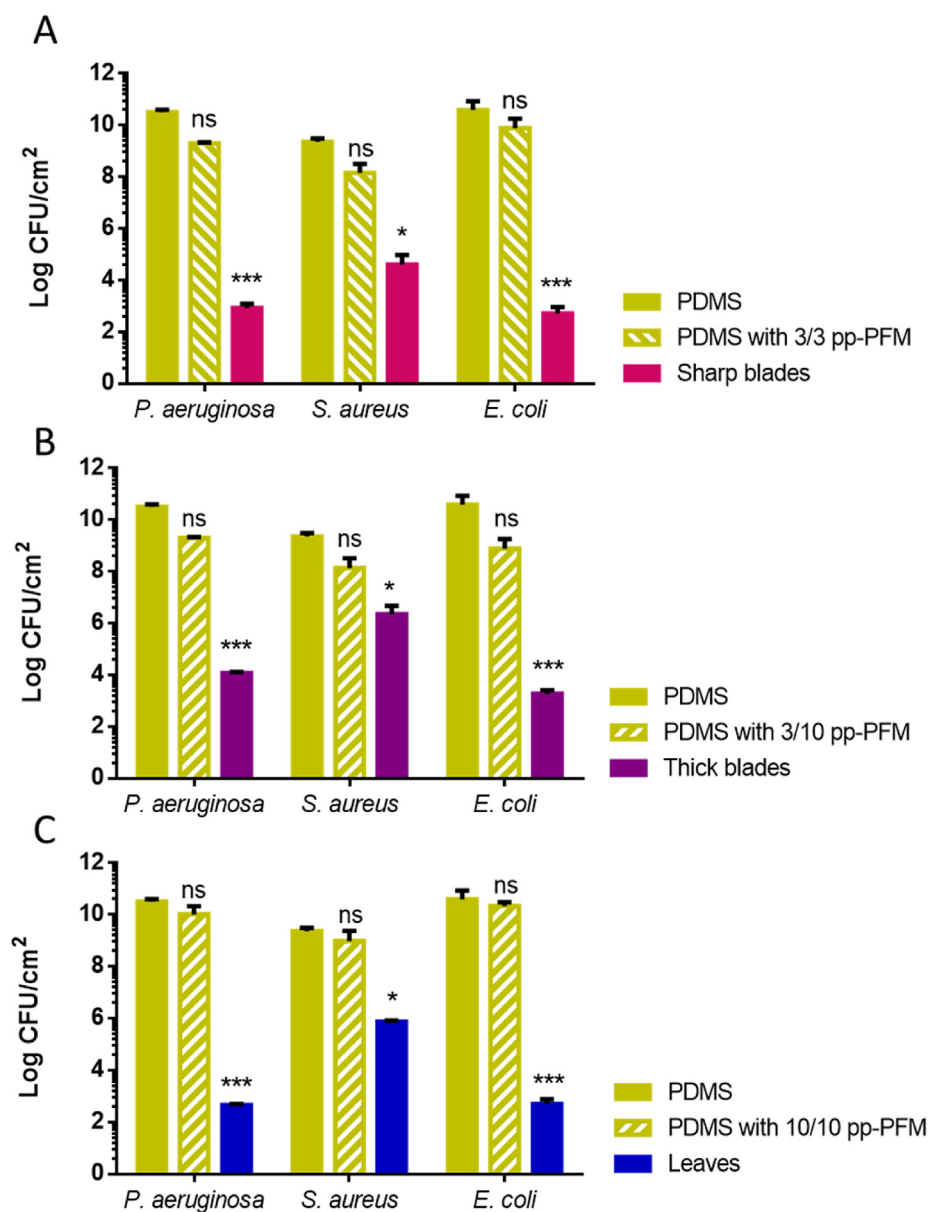 A
Log CFU/cm²
12
10
8
6
4
2
0
ns
***
ns
*
ns
***
P. aeruginosa
S. aureus
E. coli
PDMS
PDMS with 3/3 pp-PFM
Sharp blades
B
Log CFU/cm²
12
10
8
6
4
2
0
ns
***
ns
*
ns
***
P. aeruginosa
S. aureus
E. coli
PDMS
PDMS with 3/10 pp-PFM
Thick blades
C
Log CFU/cm²
12
10
8
6
4
2
0
ns
***
ns
*
ns
***
P. aeruginosa
S. aureus
E. coli
PDMS
PDMS with 10/10 pp-PFM
Leaves